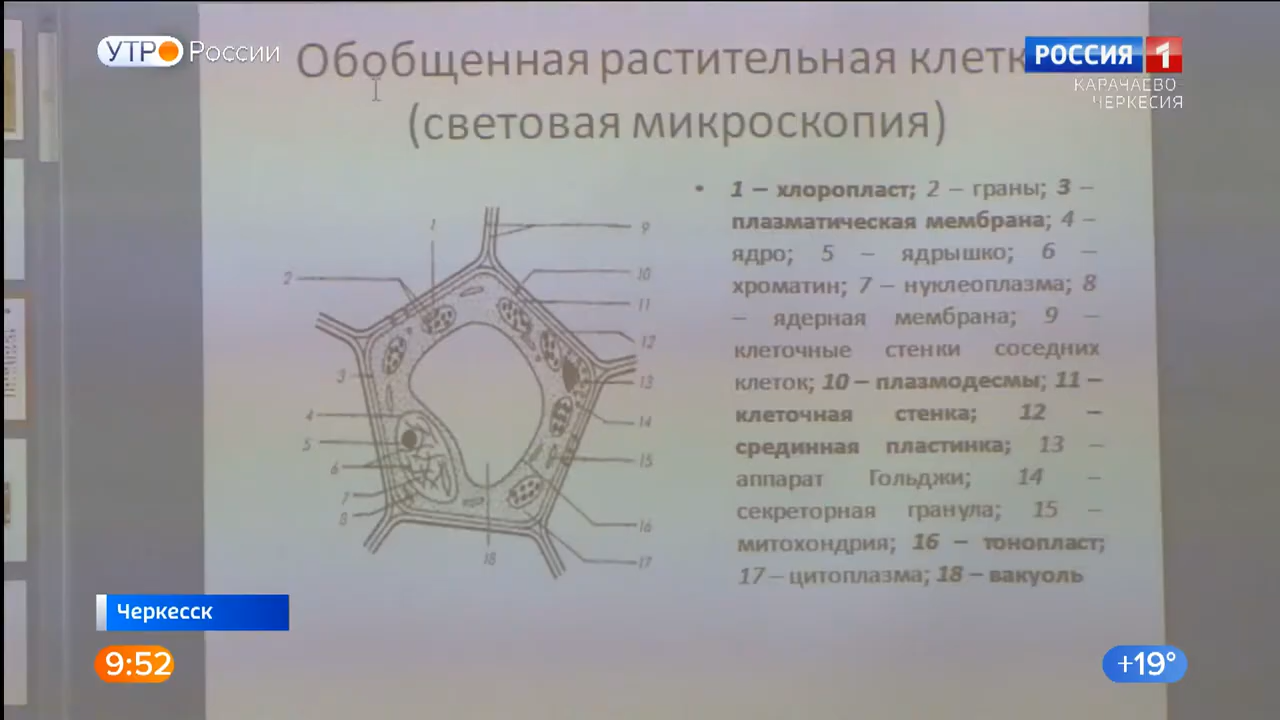 УТРО России
РОССИЯ 1
КАРАЧАЕВО-
ЧЕРКЕСИЯ
Обобщенная растительная клетк
(световая микроскопия)
• 1 – хлоропласт; 2 – граны; 3 –
плазматическая мембрана; 4 –
ядро; 5 – ядрышко; 6 –
хроматин; 7 – нуклеоплазма; 8
– ядерная мембрана; 9 –
клеточные стенки соседних
клеток; 10 – плазмодесмы; 11 –
клеточная стенка; 12 –
срединная пластинка; 13 –
аппарат Гольджи; 14 –
секреторная гранула; 15 –
митохондрия; 16 – тонопласт;
17 – цитоплазма; 18 – вакуоль
1
2
3
4
5
6
7
8
9
10
11
12
13
14
15
16
17
18
Черкесск
9:52
+19°